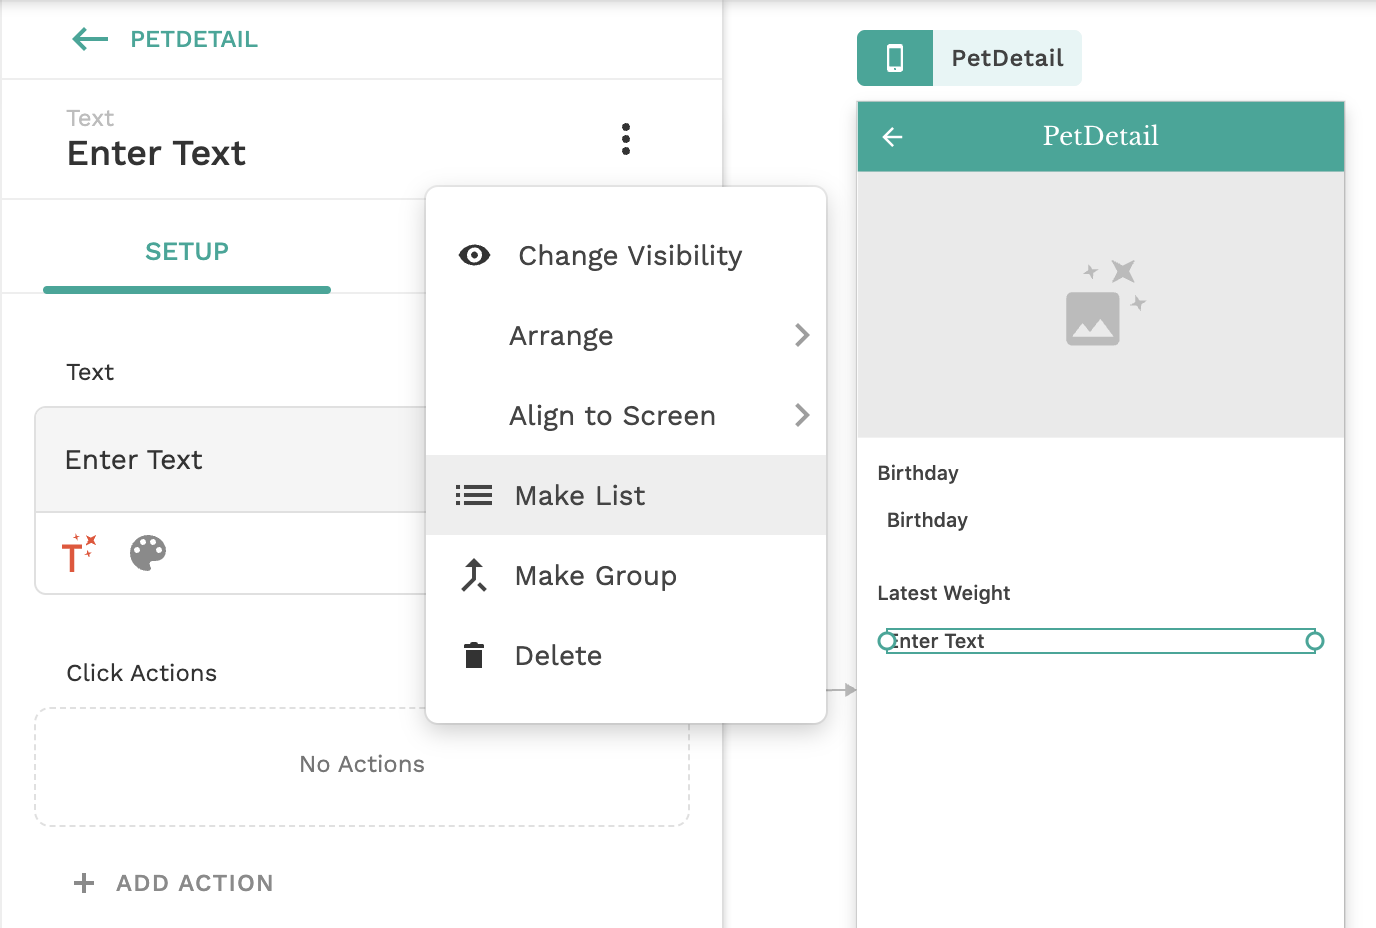 PETDETAIL
Text
Enter Text
SETUP
Text
Enter Text
Click Actions
No Actions
ADD ACTION
Change Visibility
Arrange
Align to Screen
Make List
Make Group
Delete
PetDetail
PetDetail
Birthday
Birthday
Latest Weight
Enter Text